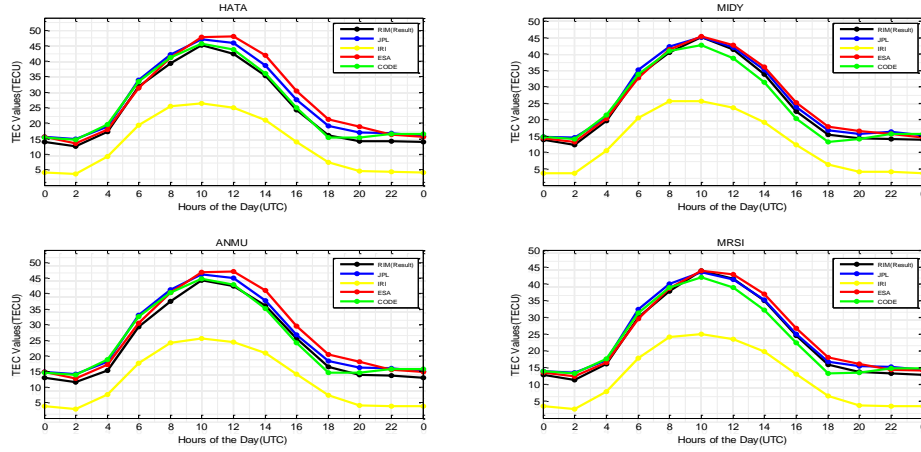 HATA
TEC Values(TECU)
50
45
40
35
30
25
20
15
10
5
0 2 4 6 8 10 12 14 16 18 20 22 0
Hours of the Day(UTC)
RIM(Result)
JPL
IRI
ESA
CODE
MIDY
TEC Values(TECU)
50
45
40
35
30
25
20
15
10
5
0 2 4 6 8 10 12 14 16 18 20 22 0
Hours of the Day(UTC)
RIM(Result)
JPL
IRI
ESA
CODE
ANMU
TEC Values(TECU)
50
45
40
35
30
25
20
15
10
5
0 2 4 6 8 10 12 14 16 18 20 22 0
Hours of the Day(UTC)
RIM(Result)
JPL
IRI
ESA
CODE
MRSI
TEC Values(TECU)
50
45
40
35
30
25
20
15
10
5
0 2 4 6 8 10 12 14 16 18 20 22 0
Hours of the Day(UTC)
RIM(Result)
JPL
IRI
ESA
CODE